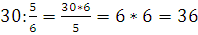 30:5/6 = 30*6/5 = 6 * 6 = 36